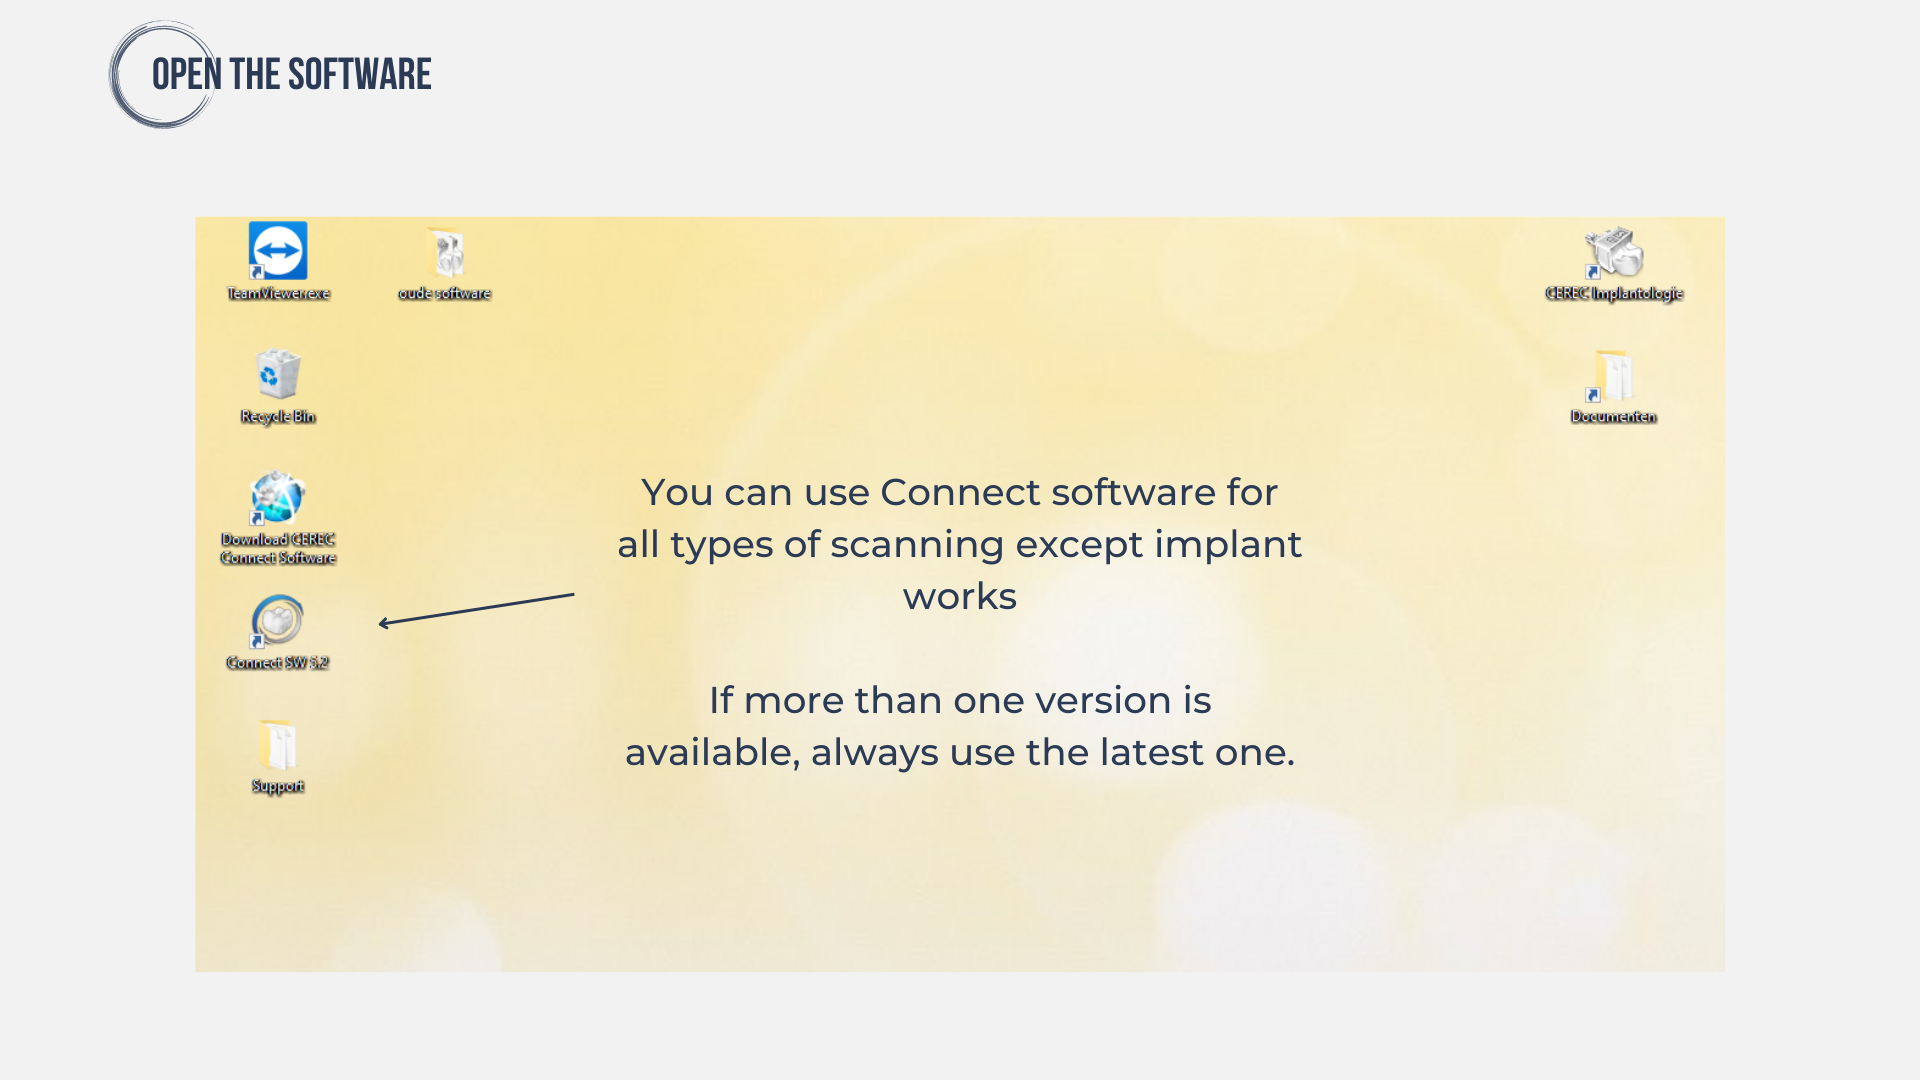 OPEN THE SOFTWARE
TeamViewer.exe
oude software
CEREC Implantologie
Recycle Bin
Documenten
You can use Connect software for
all types of scanning except implant
works
Download CEREC
Connect Software
Connect SW 5.2
If more than one version is
available, always use the latest one.
Support